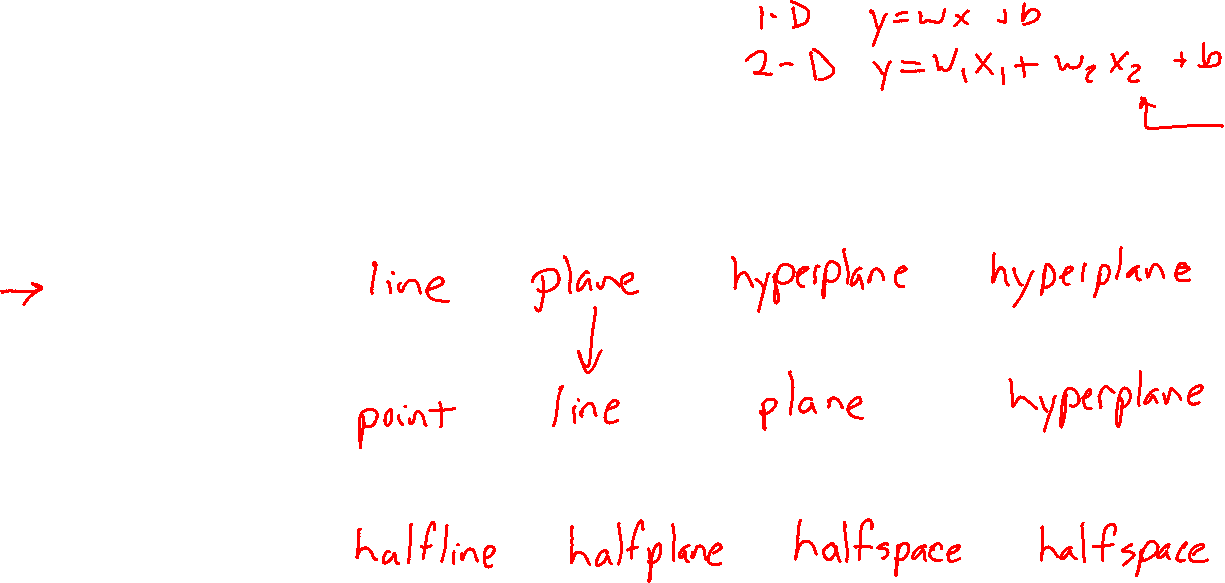 1-D y=wx+b
2-D y=w₁x₁+w₂x₂+b
line plane hyperplane hyperplane
point line plane hyperplane
halfline halfplane halfspace halfspace